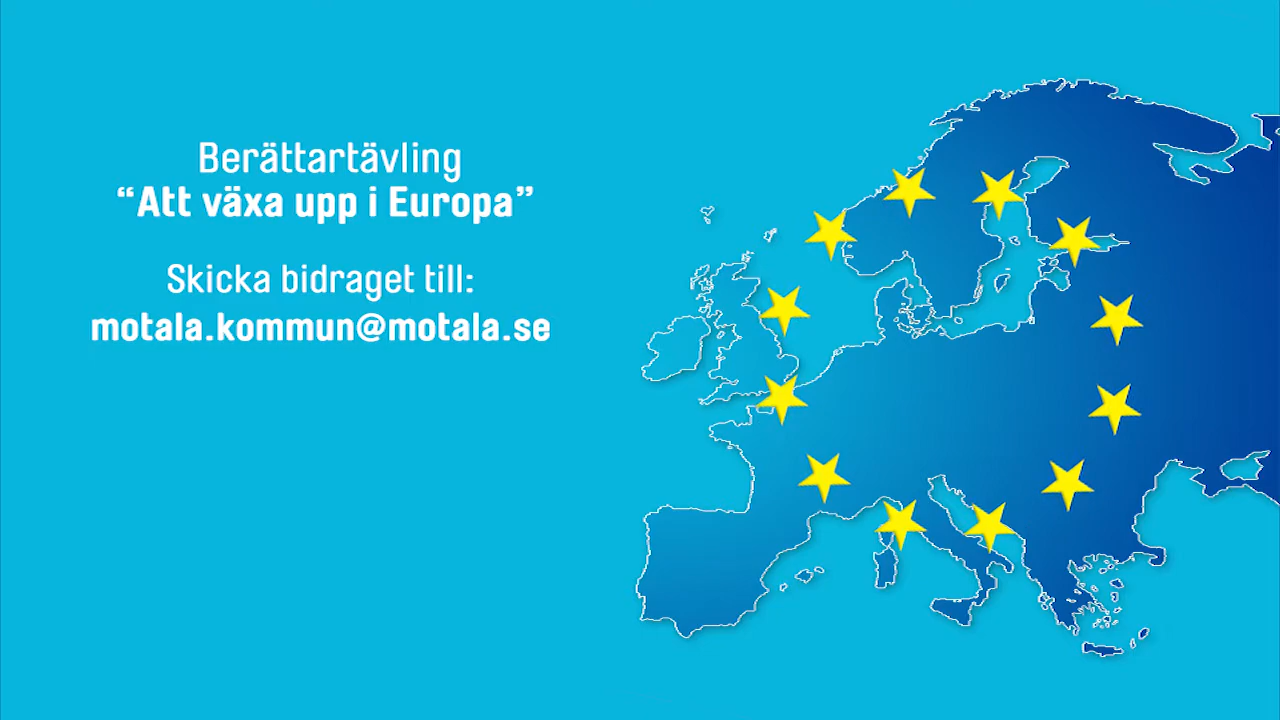 Berättartävling
“Att växa upp i Europa”
Skicka bidraget till:
motala.kommun@motala.se